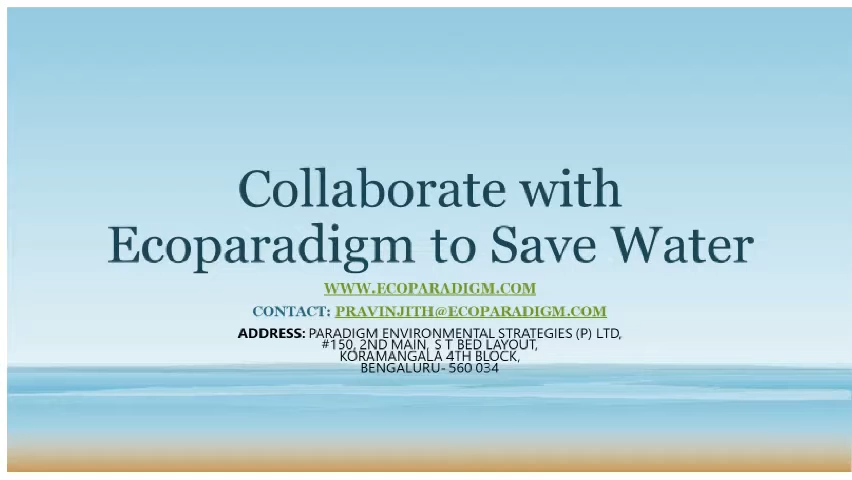 Collaborate with
Ecoparadigm to Save Water
WWW.ECOPARADIGM.COM
CONTACT: PRAVINJITH@ECOPARADIGM.COM
ADDRESS: PARADIGM ENVIRONMENTAL STRATEGIES (P) LTD,
#150, 2ND MAIN, S T BED LAYOUT,
KORAMANGALA 4TH BLOCK,
BENGALURU- 560 034